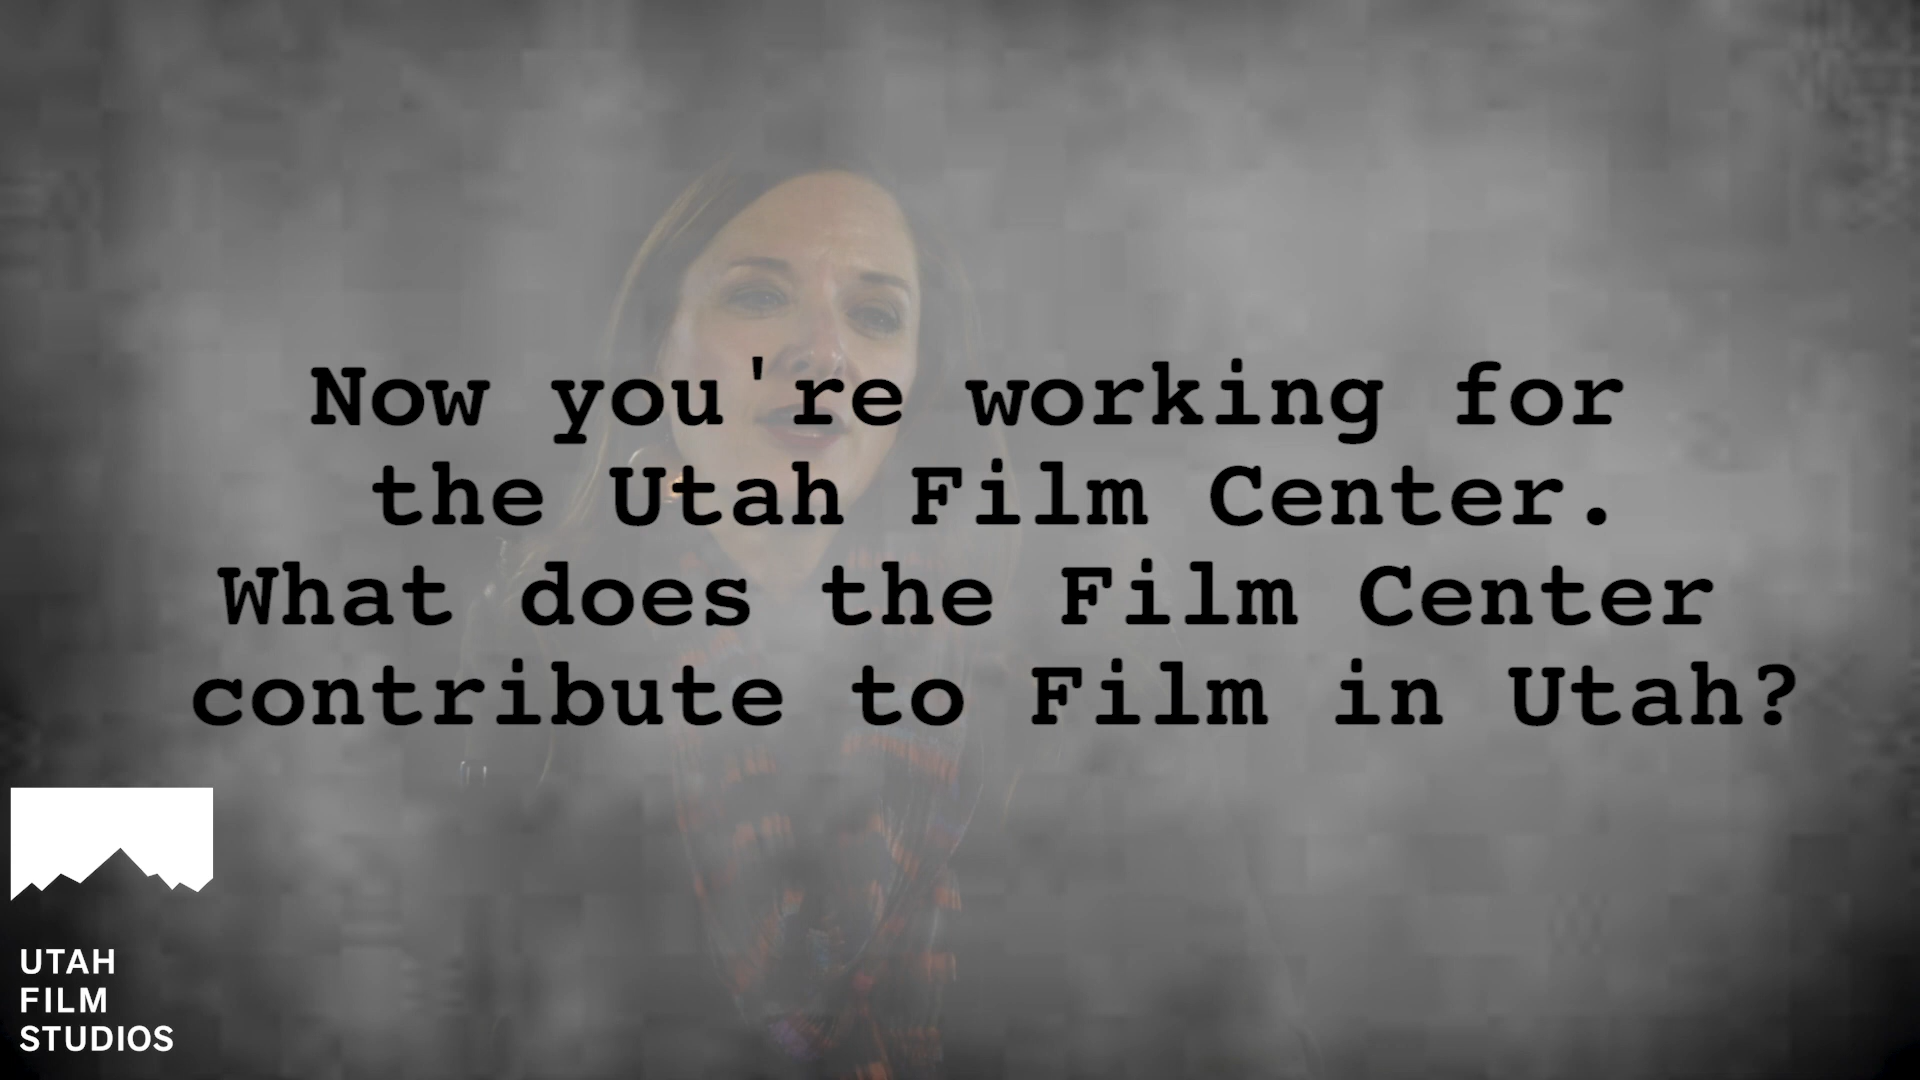 Now you're working for
the Utah Film Center.
What does the Film Center
contribute to Film in Utah?
UTAH
FILM
STUDIOS